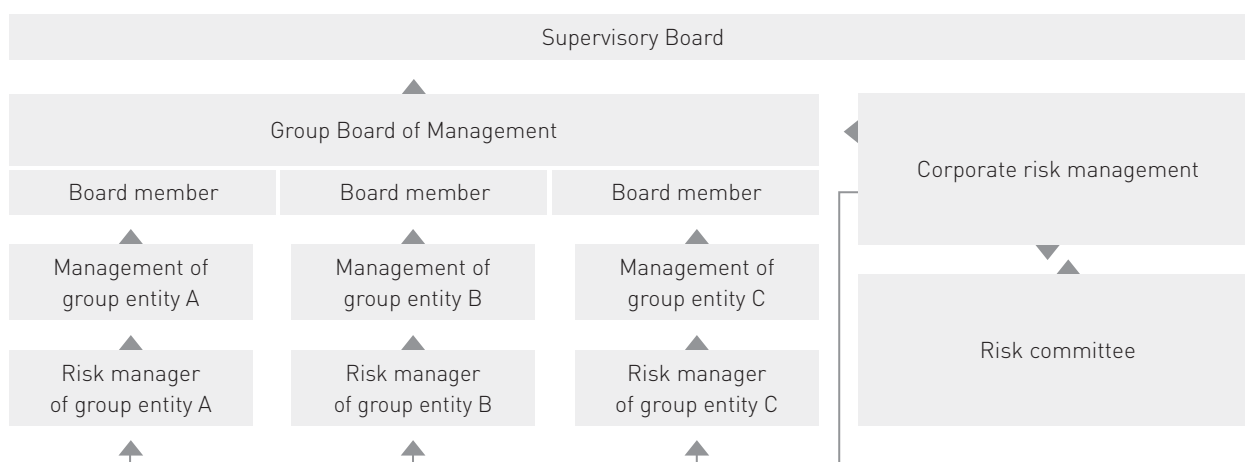 Supervisory Board
Group Board of Management
Corporate risk management
Board member
Board member
Board member
Management of
group entity A
Management of
group entity B
Management of
group entity C
Risk committee
Risk manager
of group entity A
Risk manager
of group entity B
Risk manager
of group entity C